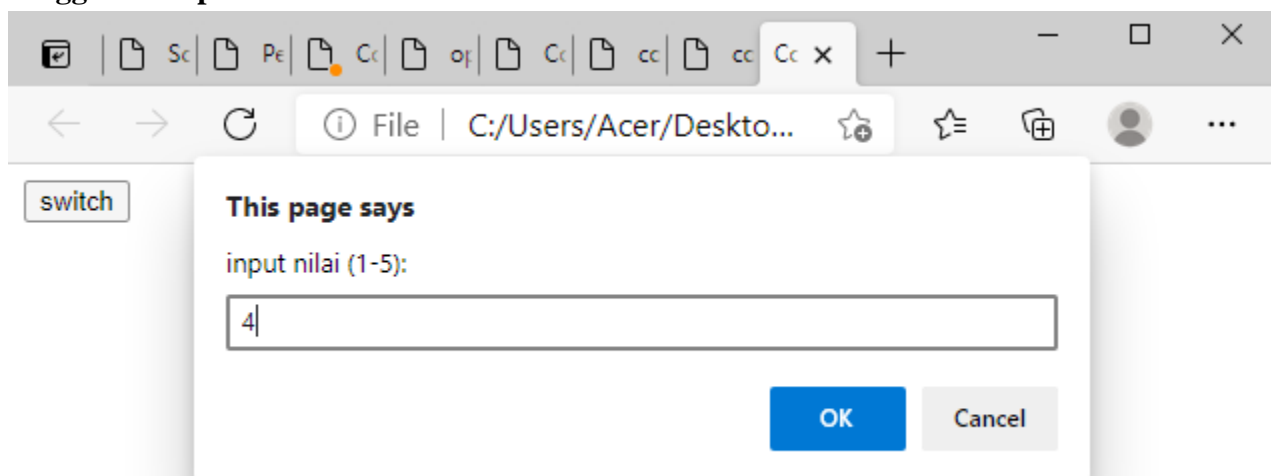 Sc Pe Cc op Cc cc cc Cc
File C:/Users/Acer/Deskto...
switch
This page says
input nilai (1-5):
4
OK Cancel